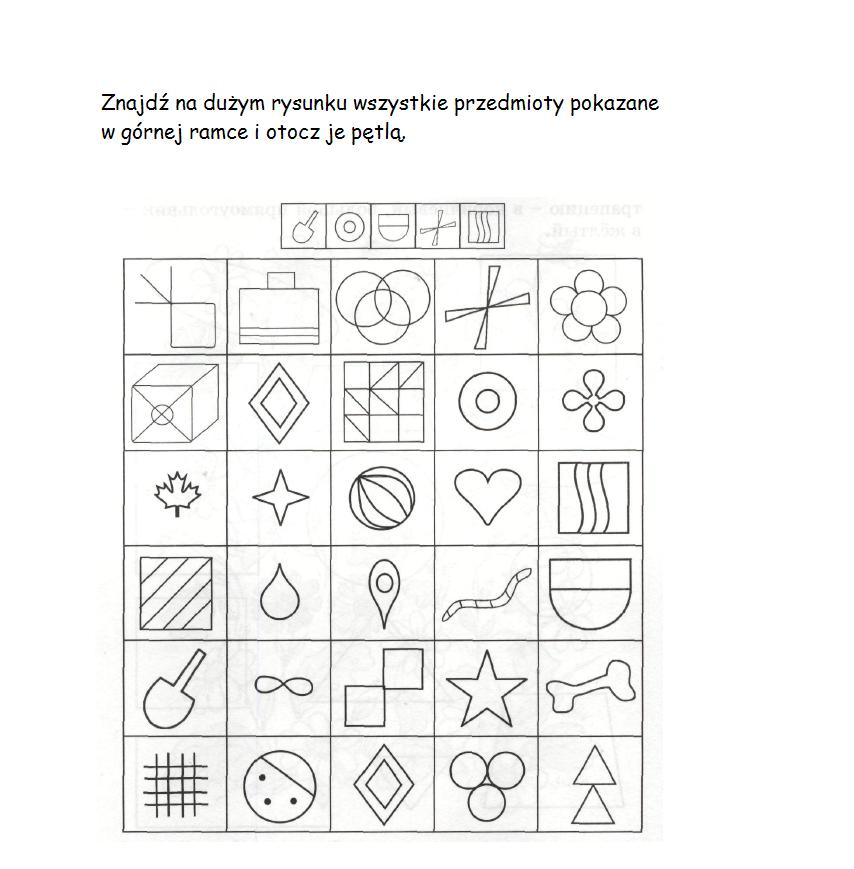 Znajdź na dużym rysunku wszystkie przedmioty pokazane
w górnej ramce i otocz je pętlą,